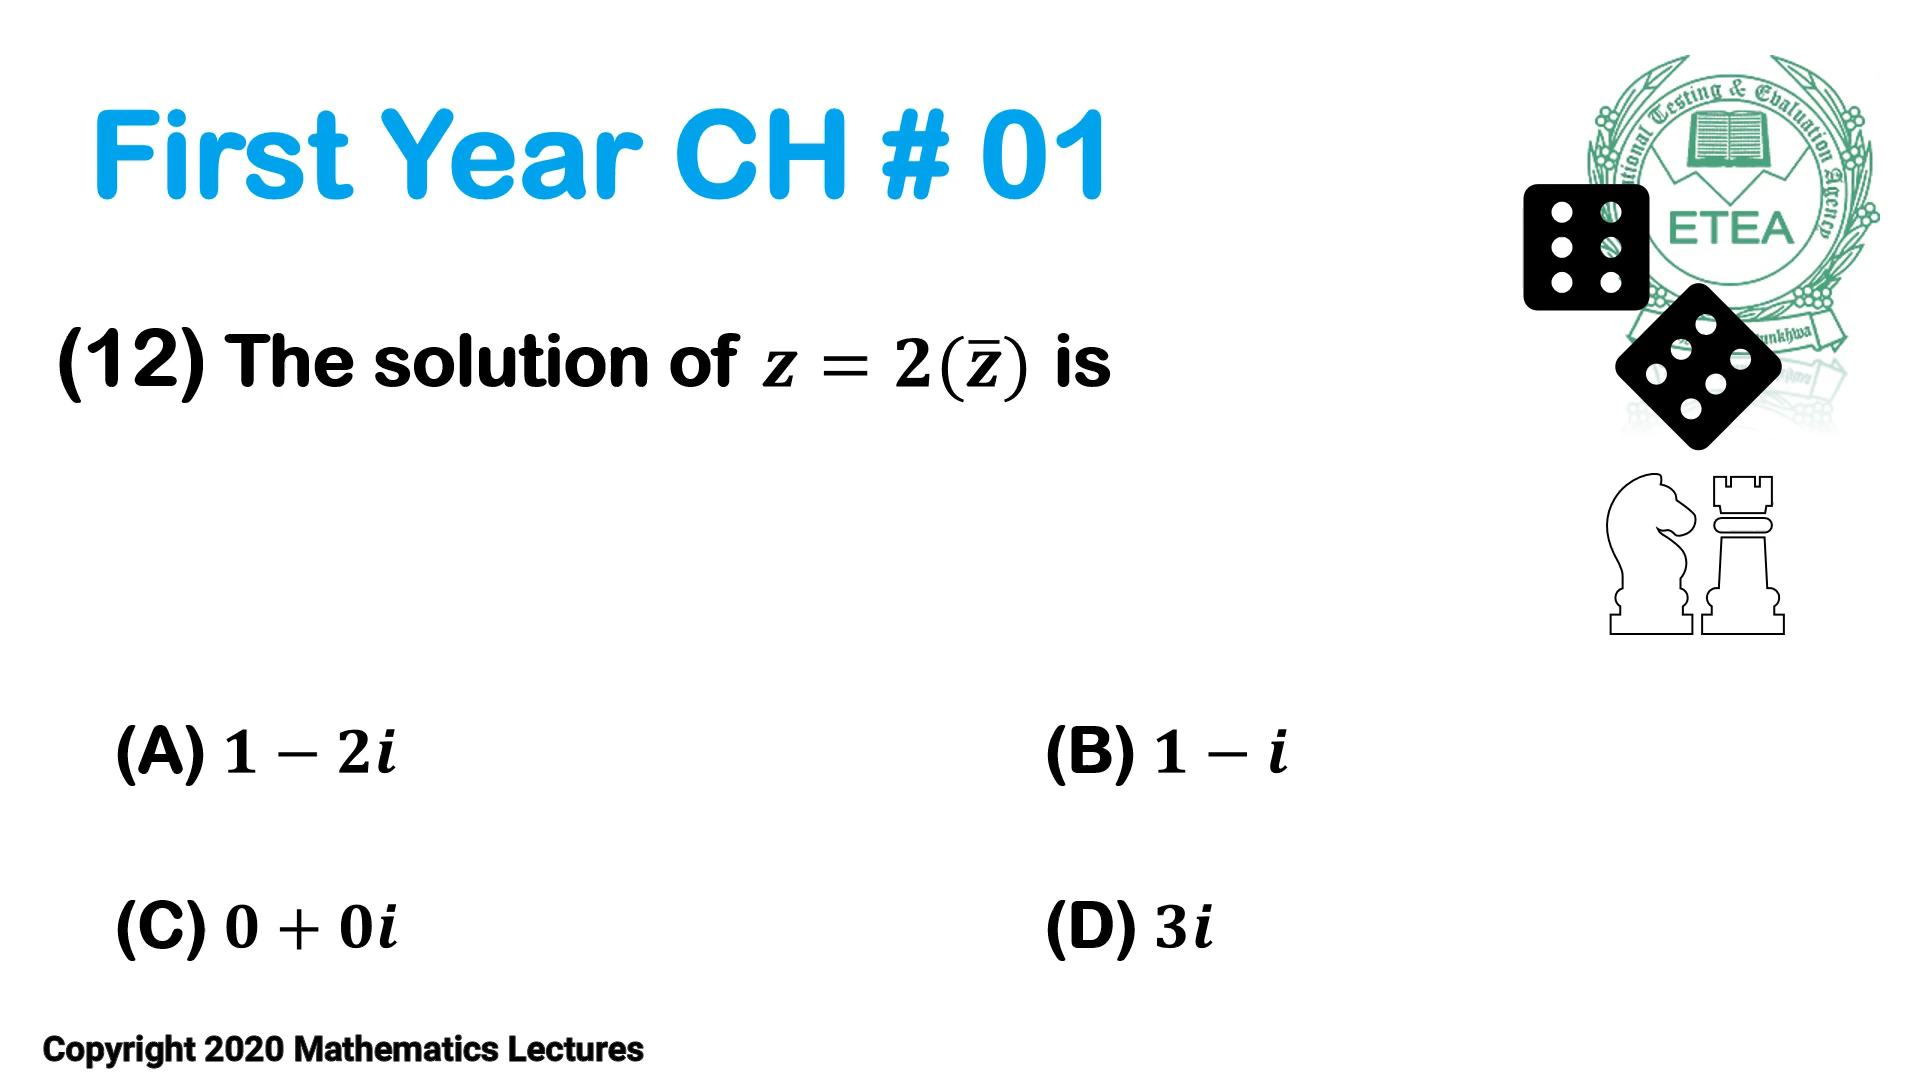 First Year CH # 01
Testing & Evaluation Agency
ETEA
(12) The solution of z = 2(z̅) is
(A) 1 − 2i
(B) 1 − i
(C) 0 + 0i
(D) 3i
Copyright 2020 Mathematics Lectures